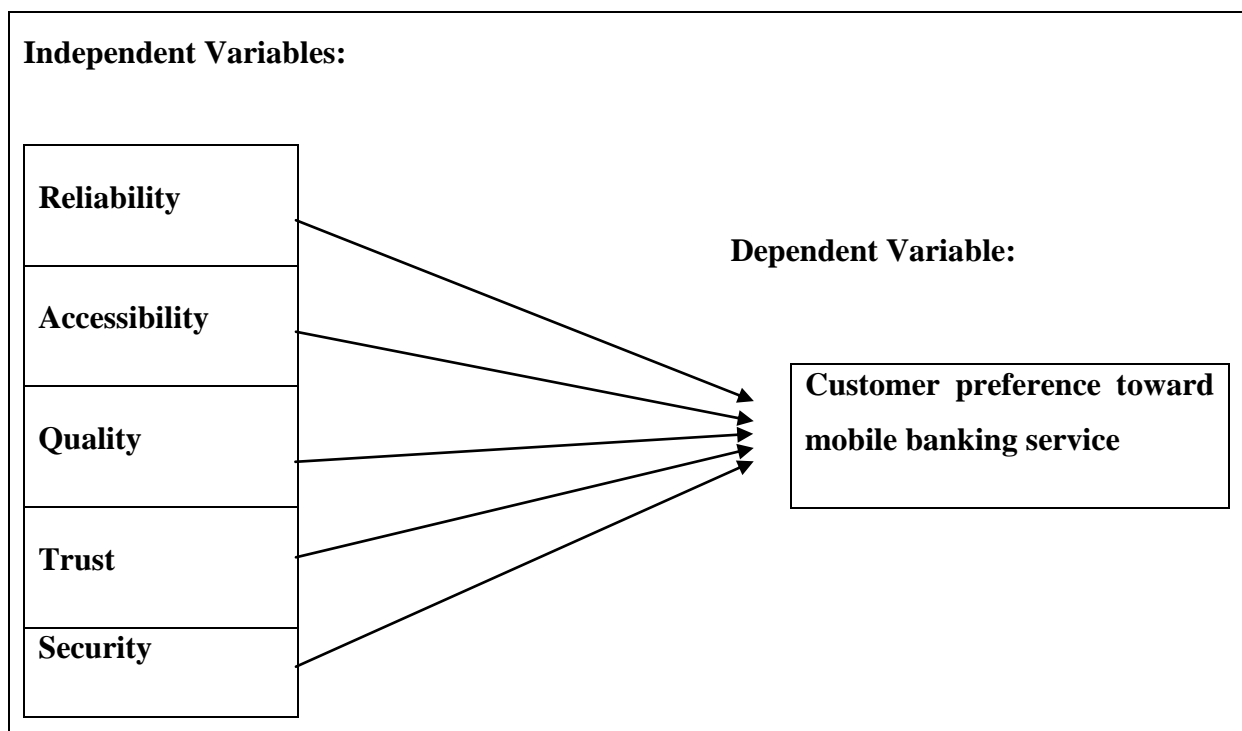 Independent Variables:
Reliability
Accessibility
Quality
Trust
Security
Dependent Variable:
Customer preference toward
mobile banking service